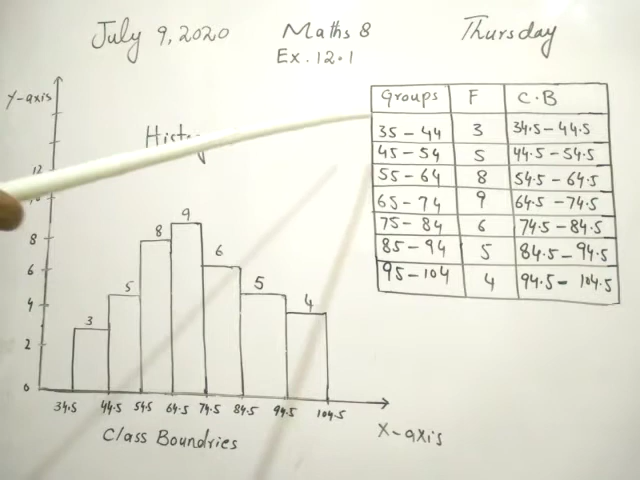 July 9, 2020 Maths 8 Thursday
Ex. 12.1
Y-axis
Groups F C.B
35 - 44 3 34.5 - 44.5
45 - 54 5 44.5 - 54.5
55 - 64 8 54.5 - 64.5
65 - 74 9 64.5 - 74.5
75 - 84 6 74.5 - 84.5
85 - 94 5 84.5 - 94.5
95 - 104 4 94.5 - 104.5
8
6
4
2
0
3 5 8 9 6 5 4
34.5 44.5 54.5 64.5 74.5 84.5 94.5 104.5
X-axis
Class Boundries